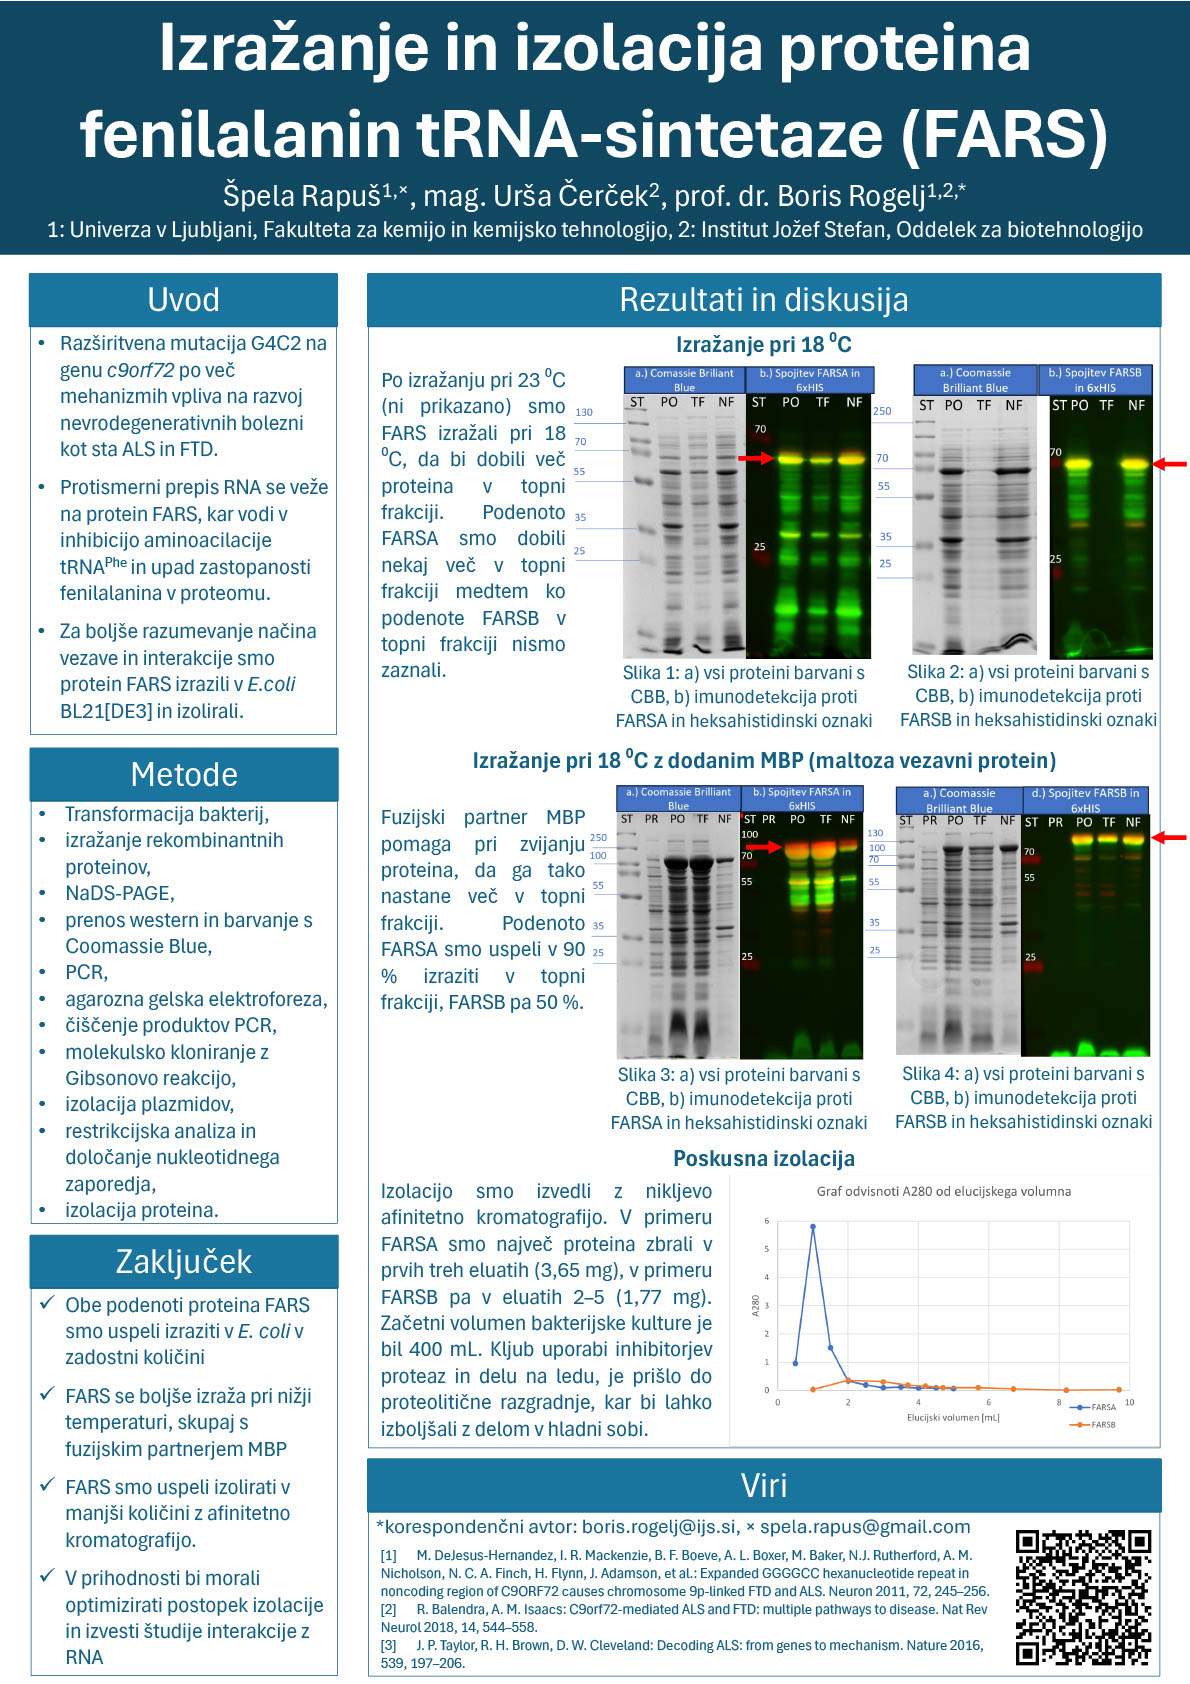 Izražanje in izolacija proteina
fenilalanin tRNA-sintetaze (FARS)
Špela Rapuš1,×, mag. Urša Čerček2, prof. dr. Boris Rogelj1,2,*
1: Univerza v Ljubljani, Fakulteta za kemijo in kemijsko tehnologijo, 2: Institut Jožef Stefan, Oddelek za biotehnologijo
Uvod
• Razširitvena mutacija G4C2 na
genu c9orf72 po več
mehanizmih vpliva na razvoj
nevrodegenerativnih bolezni
kot sta ALS in FTD.
• Protismerni prepis RNA se veže
na protein FARS, kar vodi v
inhibicijo aminoacilacije
tRNAPhe in upad zastopanosti
fenilalanina v proteomu.
• Za boljše razumevanje načina
vezave in interakcije smo
protein FARS izrazili v E.coli
BL21[DE3] in izolirali.
Metode
• Transformacija bakterij,
• izražanje rekombinantnih
proteinov,
• NaDS-PAGE,
• prenos western in barvanje s
Coomassie Blue,
• PCR,
• agarozna gelska elektroforeza,
• čiščenje produktov PCR,
• molekulsko kloniranje z
Gibsonovo reakcijo,
• izolacija plazmidov,
• restrikcijska analiza in
določanje nukleotidnega
zaporedja,
• izolacija proteina.
Zaključek
✓ Obe podenoti proteina FARS
smo uspeli izraziti v E. coli v
zadostni količini
✓ FARS se boljše izraža pri nižji
temperaturi, skupaj s
fuzijskim partnerjem MBP
✓ FARS smo uspeli izolirati v
manjši količini z afinitetno
kromatografijo.
✓ V prihodnosti bi morali
optimizirati postopek izolacije
in izvesti študije interakcije z
RNA
Rezultati in diskusija
Izražanje pri 18 ⁰C
Po izražanju pri 23 ⁰C
(ni prikazano) smo
FARS izražali pri 18
⁰C, da bi dobili več
proteina v topni
frakciji. Podenoto
FARSA smo dobili
nekaj več v topni
frakciji medtem ko
podenote FARSB v
topni frakciji nismo
zaznali.
a.) Comassie Briliant
Blue
b.) Spojitev FARSA in
6xHIS
ST PO TF NF ST PO TF NF
130
70
55
35
25
70
25
Slika 1: a) vsi proteini barvani s
CBB, b) imunodetekcija proti
FARSA in heksahistidinski oznaki
a.) Coomassie
Brilliant Blue
b.) Spojitev FARSB
in 6xHIS
ST PO TF NF ST PO TF NF
250
70
55
35
25
70
25
Slika 2: a) vsi proteini barvani s
CBB, b) imunodetekcija proti
FARSB in heksahistidinski oznaki
Izražanje pri 18 ⁰C z dodanim MBP (maltoza vezavni protein)
Fuzijski partner MBP
pomaga pri zvijanju
proteina, da ga tako
nastane več v topni
frakciji. Podenoto
FARSA smo uspeli v 90
% izraziti v topni
frakciji, FARSB pa 50 %.
a.) Coomassie Brilliant
Blue
b.) Spojitev FARSA in
6xHIS
ST PR PO TF NF ST PR PO TF NF
250
100
55
35
25
100
70
55
25
Slika 3: a) vsi proteini barvani s
CBB, b) imunodetekcija proti
FARSA in heksahistidinski oznaki
a.) Coomassie
Brilliant Blue
d.) Spojitev FARSB in
6xHIS
ST PR PO TF NF ST PR PO TF NF
130
100
70
55
35
25
70
55
25
Slika 4: a) vsi proteini barvani s
CBB, b) imunodetekcija proti
FARSB in heksahistidinski oznaki
Poskusna izolacija
Izolacijo smo izvedli z nikljevo
afinitetno kromatografijo. V primeru
FARSA smo največ proteina zbrali v
prvih treh eluatih (3,65 mg), v primeru
FARSB pa v eluatih 2–5 (1,77 mg).
Začetni volumen bakterijske kulture je
bil 400 mL. Kljub uporabi inhibitorjev
proteaz in delu na ledu, je prišlo do
proteolitične razgradnje, kar bi lahko
izboljšali z delom v hladni sobi.
Graf odvisnoti A280 od elucijskega volumna
6
5
4
3
2
1
0
A280
0 2 4 6 8 10
Elucijski volumen [mL]
FARSA
FARSB
Viri
*korespondenčni avtor: boris.rogelj@ijs.si, × spela.rapus@gmail.com
[1] M. DeJesus-Hernandez, I. R. Mackenzie, B. F. Boeve, A. L. Boxer, M. Baker, N.J. Rutherford, A. M.
Nicholson, N. C. A. Finch, H. Flynn, J. Adamson, et al.: Expanded GGGGCC hexanucleotide repeat in
noncoding region of C9ORF72 causes chromosome 9p-linked FTD and ALS. Neuron 2011, 72, 245–256.
[2] R. Balendra, A. M. Isaacs: C9orf72-mediated ALS and FTD: multiple pathways to disease. Nat Rev
Neurol 2018, 14, 544–558.
[3] J. P. Taylor, R. H. Brown, D. W. Cleveland: Decoding ALS: from genes to mechanism. Nature 2016,
539, 197–206.